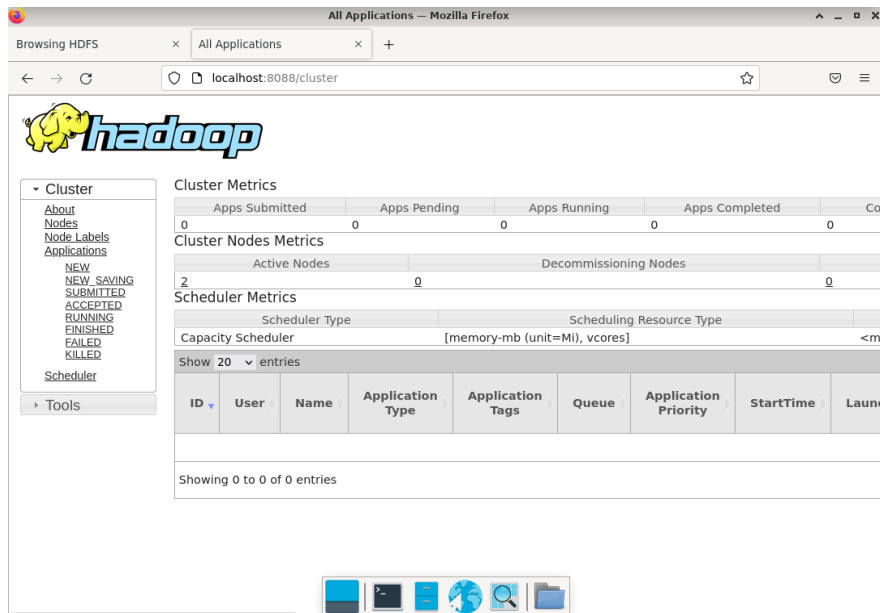 All Applications — Mozilla Firefox
Browsing HDFS × All Applications × +
localhost:8088/cluster
hadoop
Cluster
About
Nodes
Node Labels
Applications
NEW
NEW_SAVING
SUBMITTED
ACCEPTED
RUNNING
FINISHED
FAILED
KILLED
Scheduler
Tools
Cluster Metrics
Apps Submitted Apps Pending Apps Running Apps Completed Co
0 0 0 0 0
Cluster Nodes Metrics
Active Nodes Decommissioning Nodes
2 0 0
Scheduler Metrics
Scheduler Type Scheduling Resource Type
Capacity Scheduler [memory-mb (unit=Mi), vcores] <m
Show 20 entries
ID User Name Application Type Application Tags Queue Application Priority StartTime Launc
Showing 0 to 0 of 0 entries